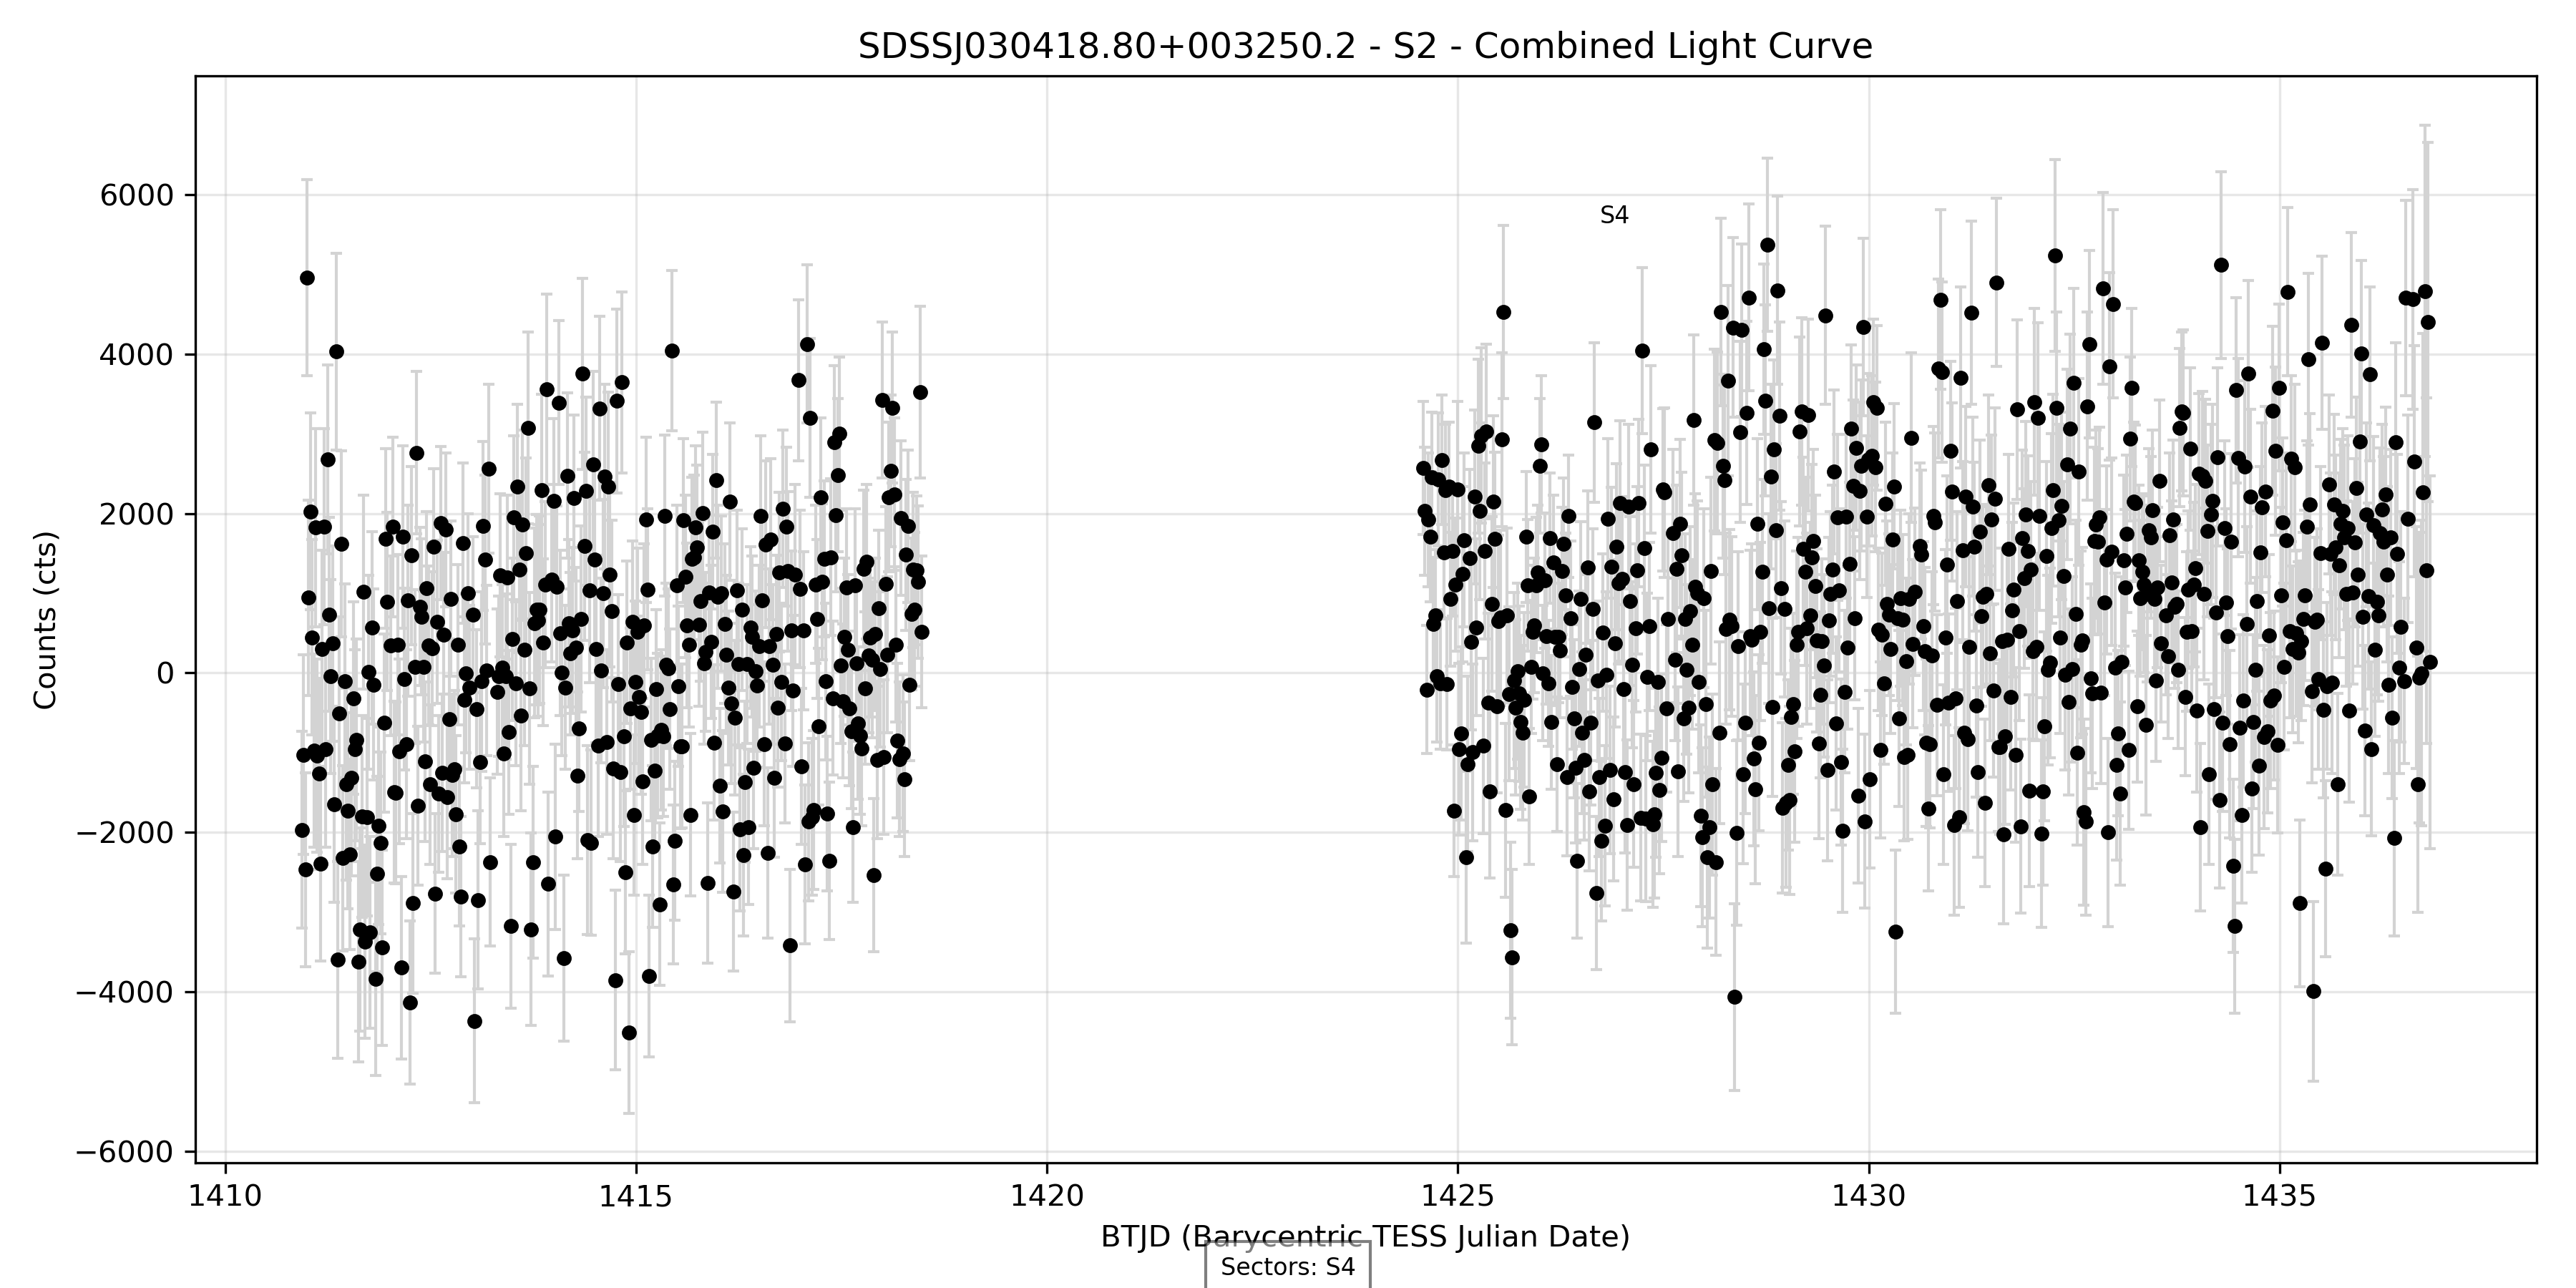 SDSSJ030418.80+003250.2 - S2 - Combined Light Curve
Counts (cts)
6000
4000
2000
0
−2000
−4000
−6000
S4
1410
1415
1420
1425
1430
1435
BTJD (Barycentric TESS Julian Date)
Sectors: S4